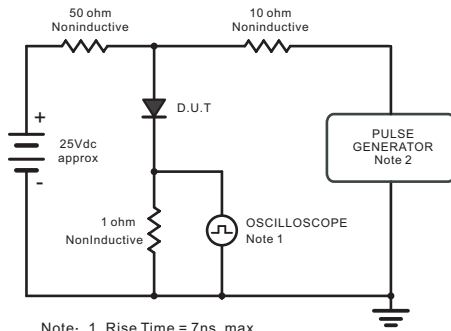 50 ohm
Noninductive
10 ohm
Noninductive
+
D.U.T
25Vdc
approx
-
PULSE
GENERATOR
Note 2
1 ohm
NonInductive
OSCILLOSCOPE
Note 1
Note: 1. Rise Time = 7ns, max.